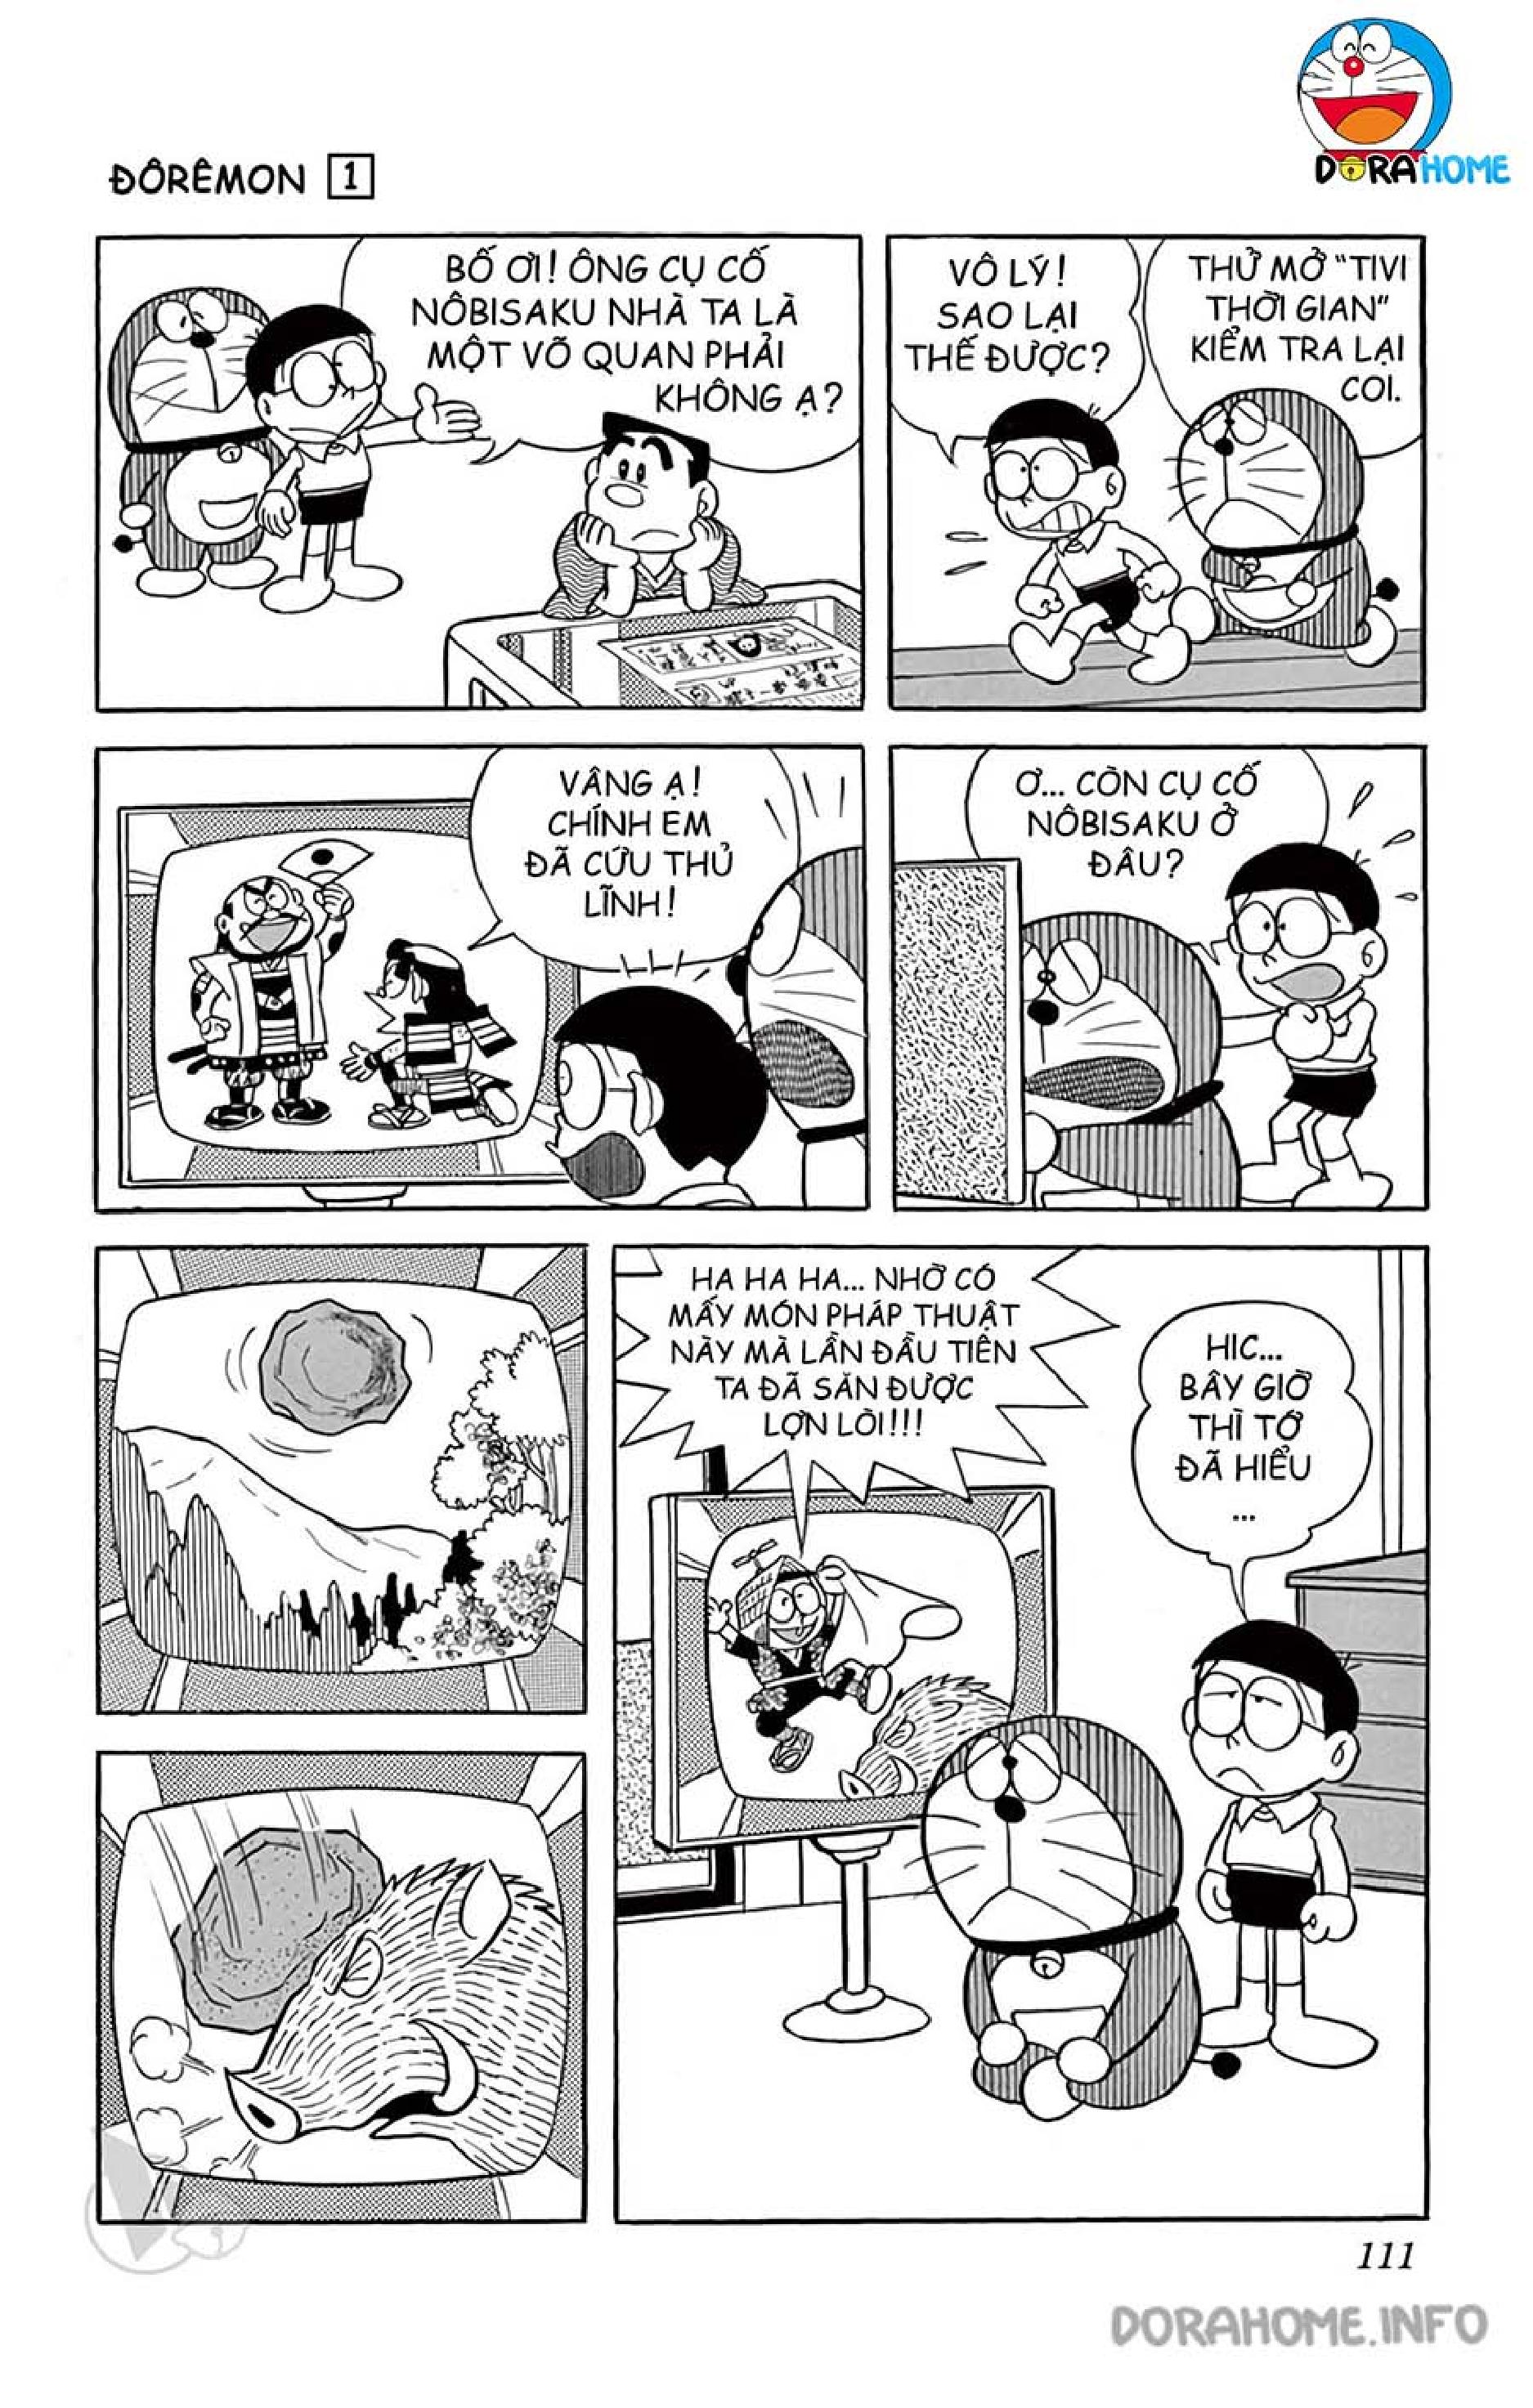 DORAHOME
ĐÔRÊMON 1
BỐ ƠI! ÔNG CỤ CỐ
NÔBISAKU NHÀ TA LÀ
MỘT VÕ QUAN PHẢI
KHÔNG Ạ?
VÔ LÝ!
SAO LẠI
THẾ ĐƯỢC?
THỬ MỞ “TIVI
THỜI GIAN”
KIỂM TRA LẠI
COI.
VÂNG Ạ!
CHÍNH EM
ĐÃ CỨU THỦ
LĨNH!
Ơ... CÒN CỤ CỐ
NÔBISAKU Ở
ĐÂU?
HA HA HA... NHỜ CÓ
MẤY MÓN PHÁP THUẬT
NÀY MÀ LẦN ĐẦU TIÊN
TA ĐÃ SĂN ĐƯỢC
LỢN LÒI!!!
HIC...
BÂY GIỜ
THÌ TỚ
ĐÃ HIỂU
...
111
DORAHOME.INFO